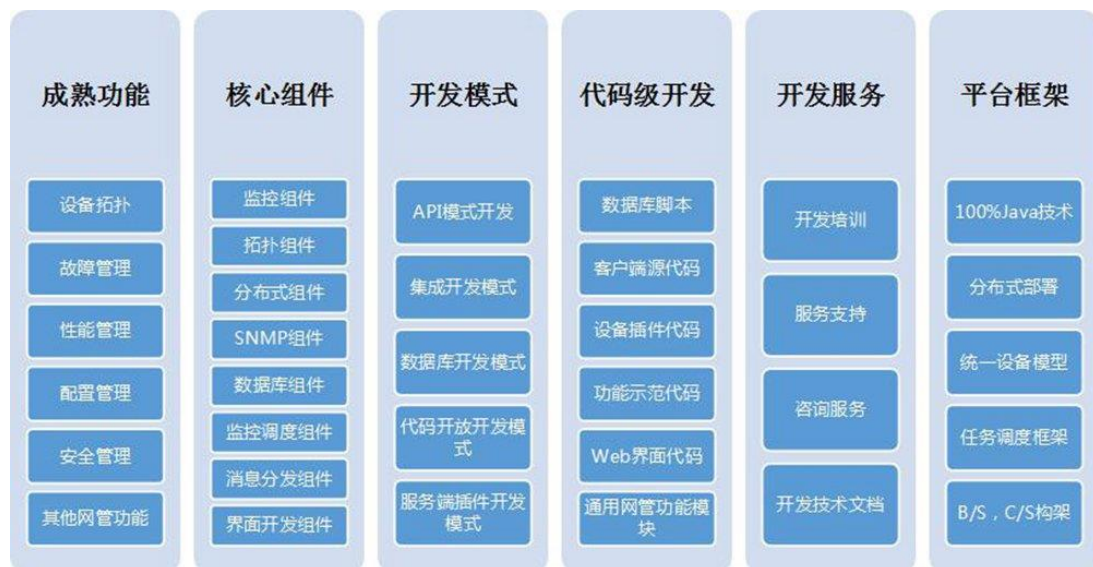 成熟功能
设备拓扑
故障管理
性能管理
配置管理
安全管理
其他网管功能
核心组件
监控组件
拓扑组件
分布式组件
SNMP组件
数据库组件
监控调度组件
消息分发组件
界面开发组件
开发模式
API模式开发
集成开发模式
数据库开发模式
代码开放开发模
式
服务端插件开发
模式
代码级开发
数据库脚本
客户端源代码
设备插件代码
功能示范代码
Web界面代码
通用网管功能模
块
开发服务
开发培训
服务支持
咨询服务
开发技术文档
平台框架
100%Java技术
分布式部署
统一设备模型
任务调度框架
B/S，C/S构架